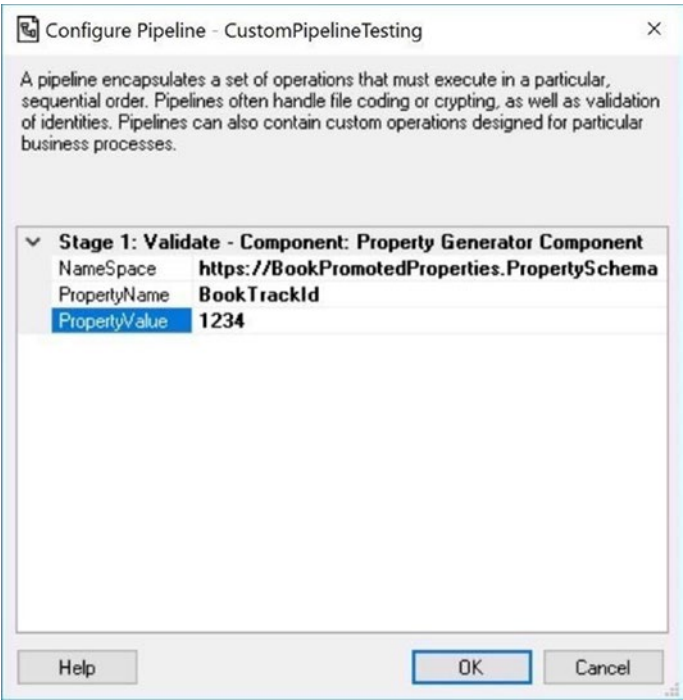 Configure Pipeline - CustomPipelineTesting
A pipeline encapsulates a set of operations that must execute in a particular,
sequential order. Pipelines often handle file coding or crypting, as well as validation
of identities. Pipelines can also contain custom operations designed for particular
business processes.
Stage 1: Validate - Component: Property Generator Component
NameSpace https://BookPromotedProperties.PropertySchema
PropertyName BookTrackId
PropertyValue 1234
Help OK Cancel